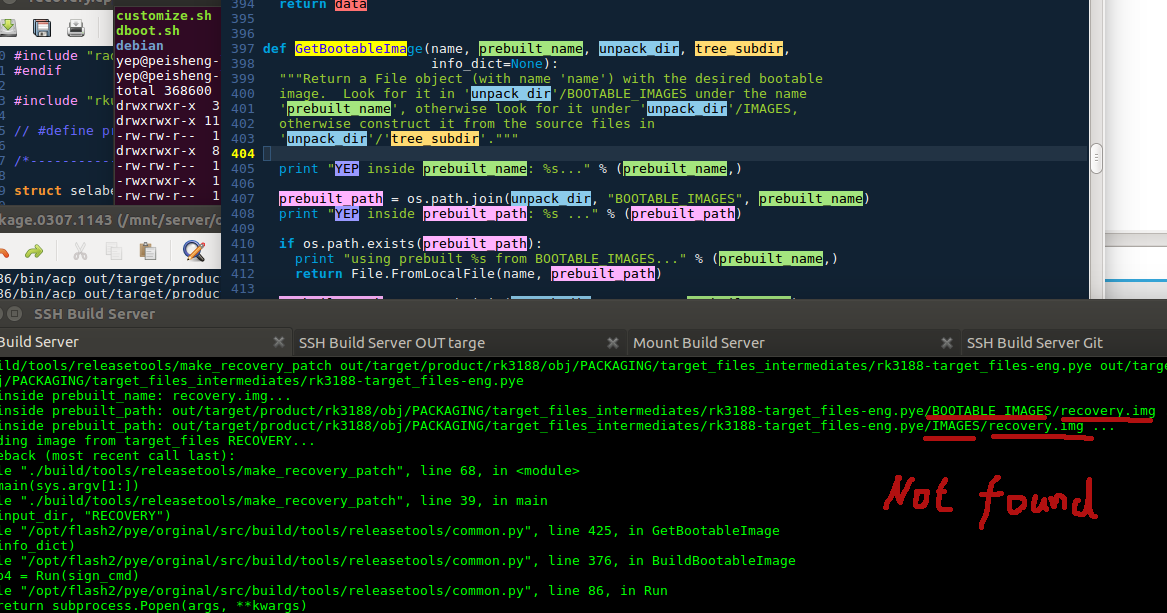 customize.sh
dboot.sh
debian
yep@peisheng-
yep@peisheng-
total 368600
drwxrwxr-x 3
drwxrwxr-x 11
-rw-rw-r-- 1
drwxrwxr-x 8
-rw-rw-r-- 1
-rwxrwxr-x 1
-rw-rw-r-- 1
#include "rad
#endif
#include "rku
// #define pr
/*-----------
struct selabe
kage.0307.1143 (/mnt/server/o
86/bin/acp out/target/produc
86/bin/acp out/target/produc
394 return data
395
396
397 def GetBootableImage(name, prebuilt_name, unpack_dir, tree_subdir,
398 info_dict=None):
399 """Return a File object (with name 'name') with the desired bootable
400 image. Look for it in 'unpack_dir'/BOOTABLE_IMAGES under the name
401 'prebuilt_name', otherwise look for it under 'unpack_dir'/IMAGES,
402 otherwise construct it from the source files in
403 'unpack_dir'/'tree_subdir'."""
404
405 print "YEP inside prebuilt_name: %s..." % (prebuilt_name,)
406
407 prebuilt_path = os.path.join(unpack_dir, "BOOTABLE_IMAGES", prebuilt_name)
408 print "YEP inside prebuilt_path: %s ..." % (prebuilt_path)
409
410 if os.path.exists(prebuilt_path):
411 print "using prebuilt %s from BOOTABLE_IMAGES..." % (prebuilt_name,)
412 return File.FromLocalFile(name, prebuilt_path)
413
SSH Build Server
Build Server
SSH Build Server OUT targe
Mount Build Server
SSH Build Server Git
ild/tools/releasetools/make_recovery_patch out/target/product/rk3188/obj/PACKAGING/target_files_intermediates/rk3188-target_files-eng.pye out/targe
j/PACKAGING/target_files_intermediates/rk3188-target_files-eng.pye
inside prebuilt_name: recovery.img...
inside prebuilt_path: out/target/product/rk3188/obj/PACKAGING/target_files_intermediates/rk3188-target_files-eng.pye/BOOTABLE_IMAGES/recovery.img
inside prebuilt_path: out/target/product/rk3188/obj/PACKAGING/target_files_intermediates/rk3188-target_files-eng.pye/IMAGES/recovery.img ...
ding image from target_files RECOVERY...
eback (most recent call last):
le "./build/tools/releasetools/make_recovery_patch", line 68, in <module>
main(sys.argv[1:])
le "./build/tools/releasetools/make_recovery_patch", line 39, in main
input_dir, "RECOVERY")
le "/opt/flash2/pye/orginal/src/build/tools/releasetools/common.py", line 425, in GetBootableImage
info_dict)
le "/opt/flash2/pye/orginal/src/build/tools/releasetools/common.py", line 376, in BuildBootableImage
p4 = Run(sign_cmd)
le "/opt/flash2/pye/orginal/src/build/tools/releasetools/common.py", line 86, in Run
return subprocess.Popen(args, **kwargs)
Not found